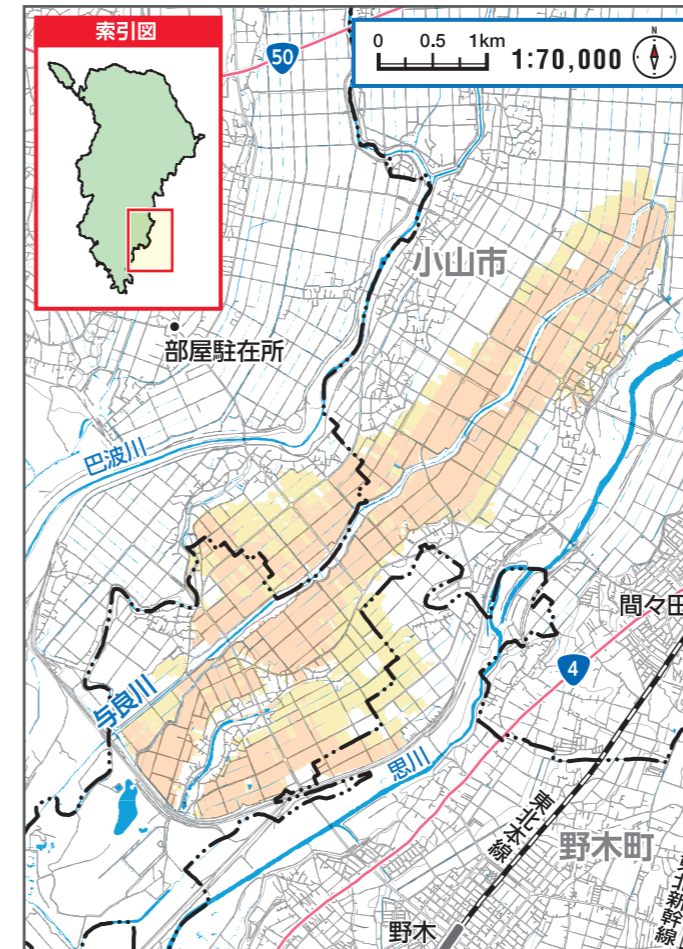 索引図
50
0 0.5 1km 1:70,000
N
小山市
部屋駐在所
巴波川
間々田
4
与良川
思川
東北本線
野木町
東北新幹線
野木